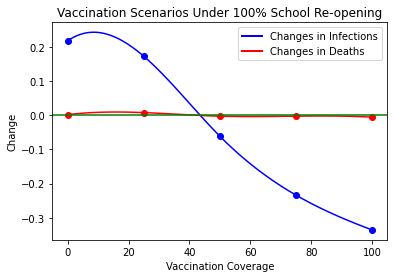 Vaccination Scenarios Under 100% School Re-opening
Changes in Infections
Changes in Deaths
Change
0.2
0.1
0.0
−0.1
−0.2
−0.3
0 20 40 60 80 100
Vaccination Coverage